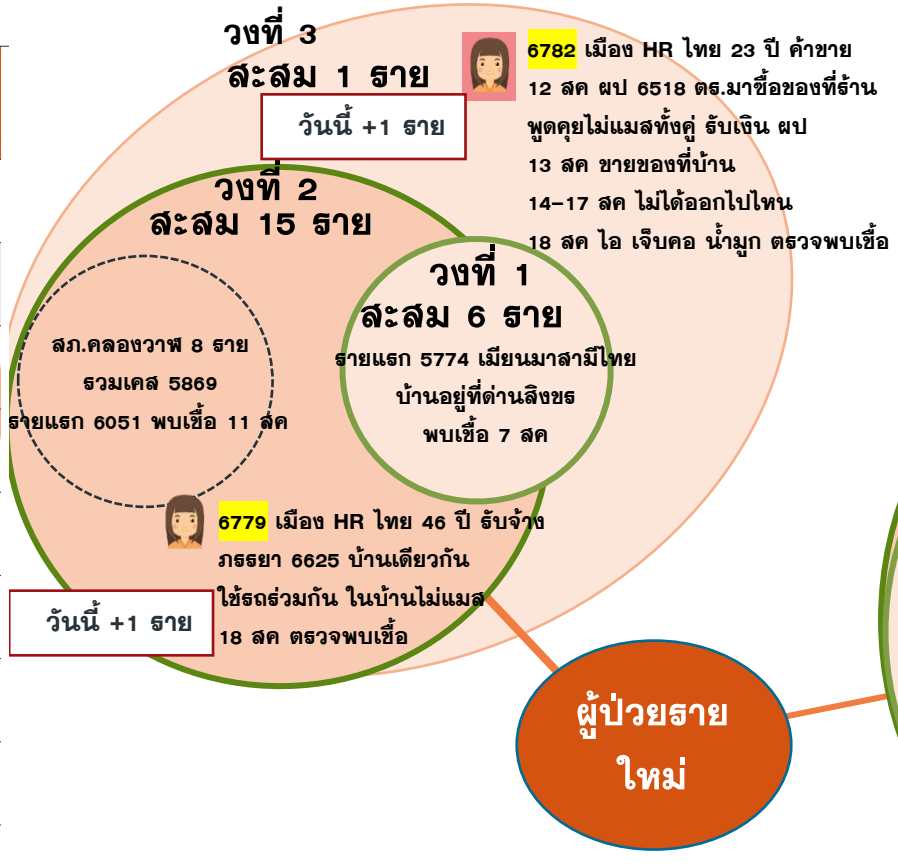 วงที่ 3
สะสม 1 ราย
วันนี้ +1 ราย
6782 เมือง HR ไทย 23 ปี ค้าขาย
12 สค ผป 6518 ตร.มาซื้อของที่ร้าน
พูดคุยไม่แมสทั้งคู่ รับเงิน ผป
13 สค ขายของที่บ้าน
14–17 สค ไม่ได้ออกไปไหน
18 สค ไอ เจ็บคอ น้ำมูก ตรวจพบเชื้อ
วงที่ 2
สะสม 15 ราย
สภ.คลองวาฬ 8 ราย
รวมเคส 5869
รายแรก 6051 พบเชื้อ 11 สค
วงที่ 1
สะสม 6 ราย
รายแรก 5774 เมียนมาสามีไทย
บ้านอยู่ที่ด่านสิงขร
พบเชื้อ 7 สค
6779 เมือง HR ไทย 46 ปี รับจ้าง
ภรรยา 6625 บ้านเดียวกัน
ใช้รถร่วมกัน ในบ้านไม่แมส
18 สค ตรวจพบเชื้อ
วันนี้ +1 ราย
ผู้ป่วยราย
ใหม่